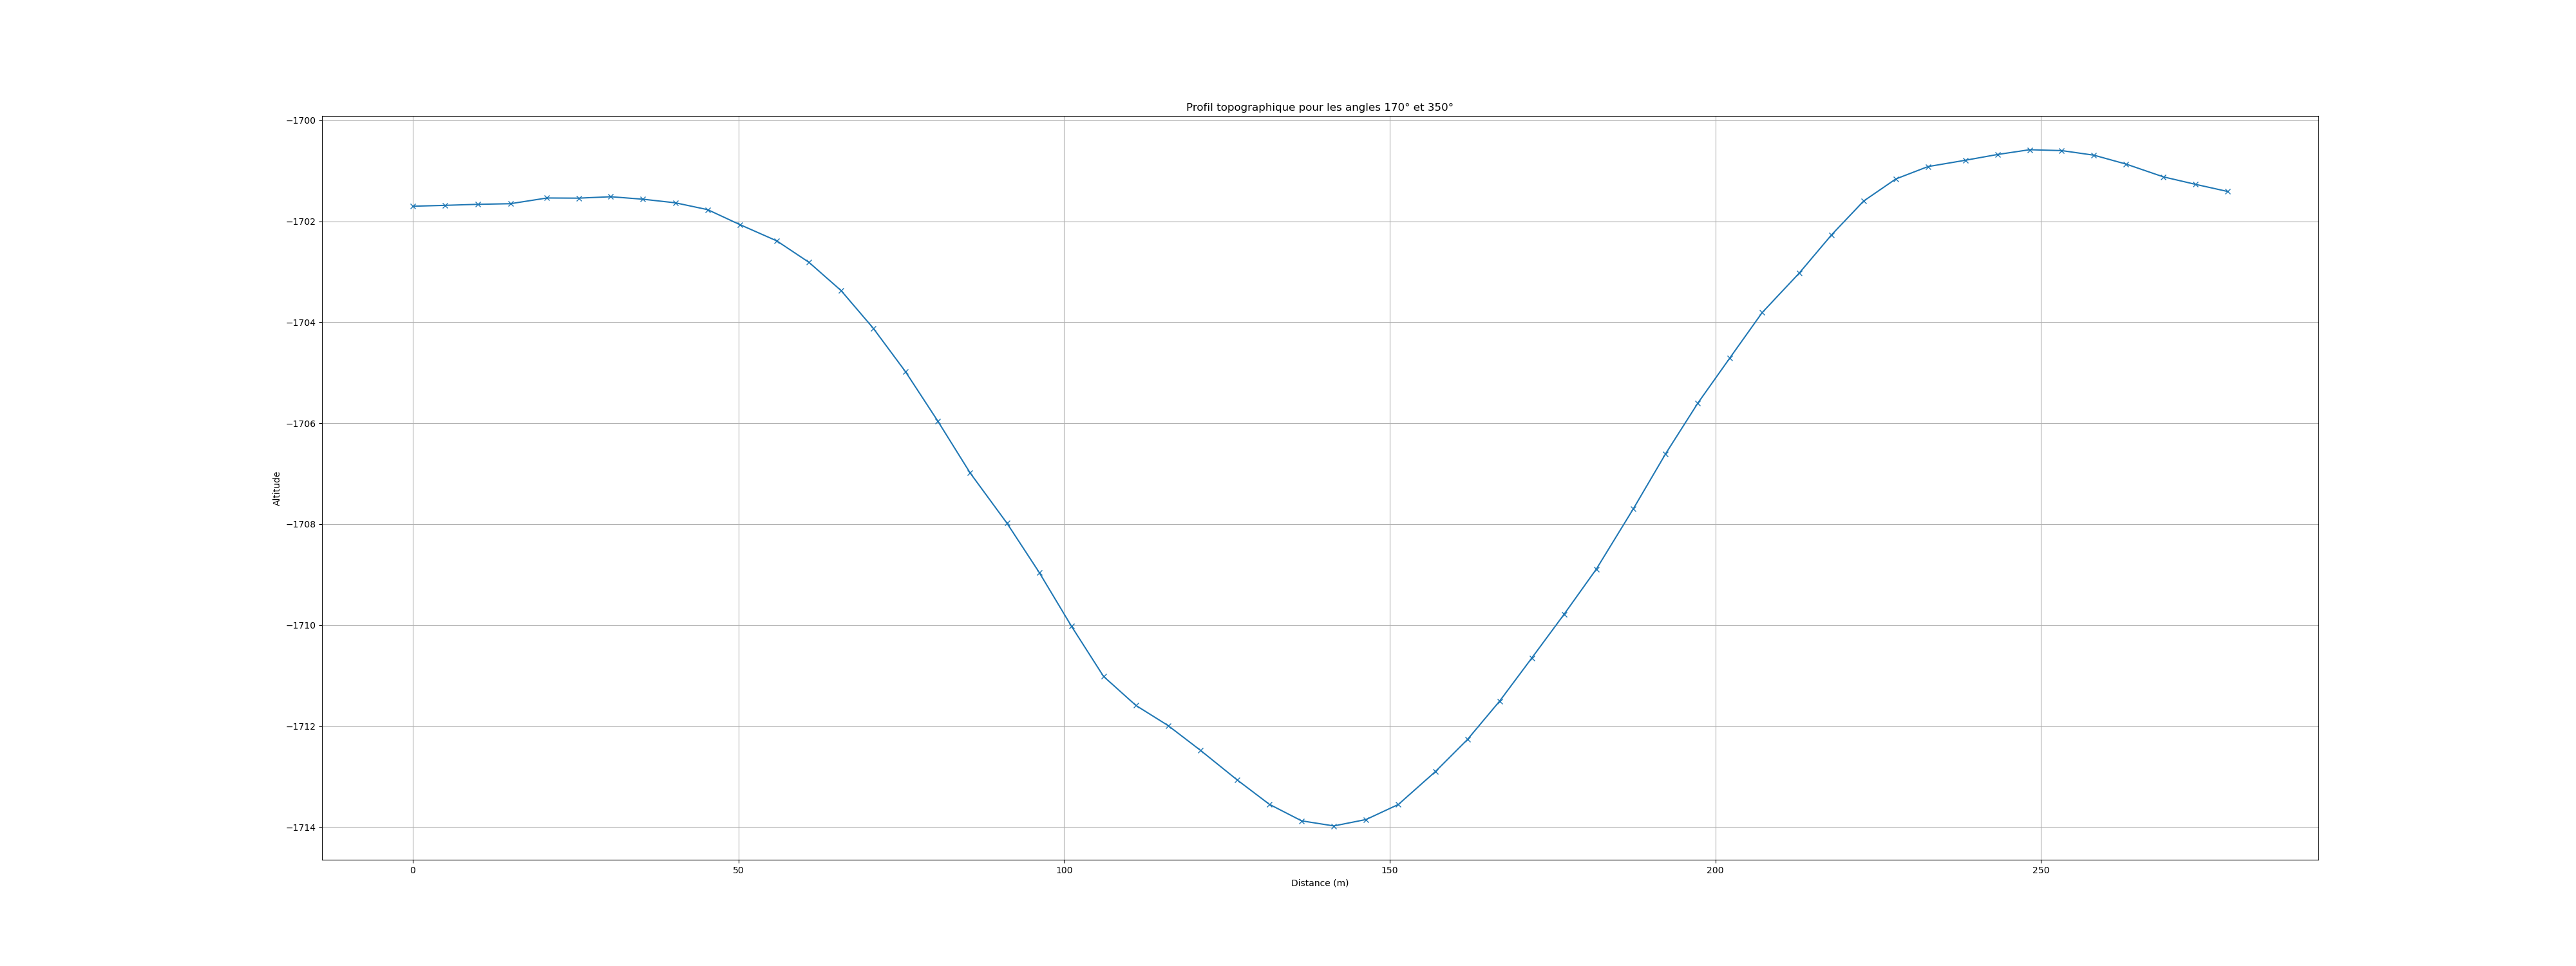 Profil topographique pour les angles 170° et 350°
−1700
−1702
−1704
−1706
−1708
−1710
−1712
−1714
Altitude
0 50 100 150 200 250
Distance (m)